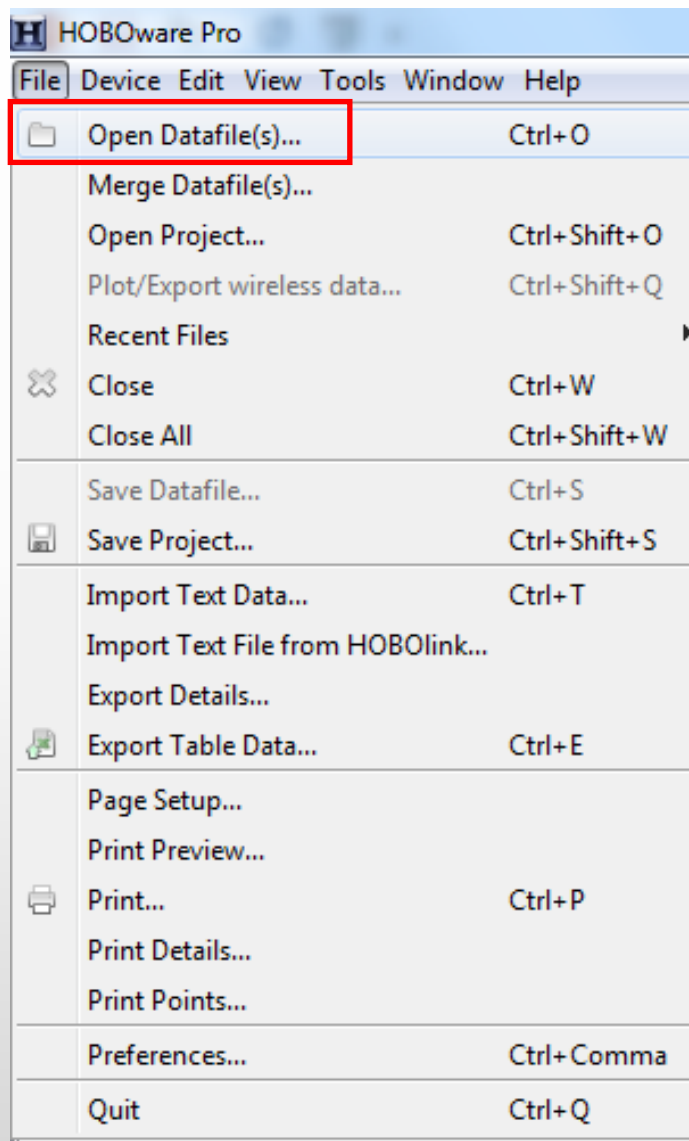 HOBOware Pro
File Device Edit View Tools Window Help
Open Datafile(s)... Ctrl+O
Merge Datafile(s)...
Open Project... Ctrl+Shift+O
Plot/Export wireless data... Ctrl+Shift+Q
Recent Files
Close Ctrl+W
Close All Ctrl+Shift+W
Save Datafile... Ctrl+S
Save Project... Ctrl+Shift+S
Import Text Data... Ctrl+T
Import Text File from HOBOlink...
Export Details...
Export Table Data... Ctrl+E
Page Setup...
Print Preview...
Print... Ctrl+P
Print Details...
Print Points...
Preferences... Ctrl+Comma
Quit Ctrl+Q